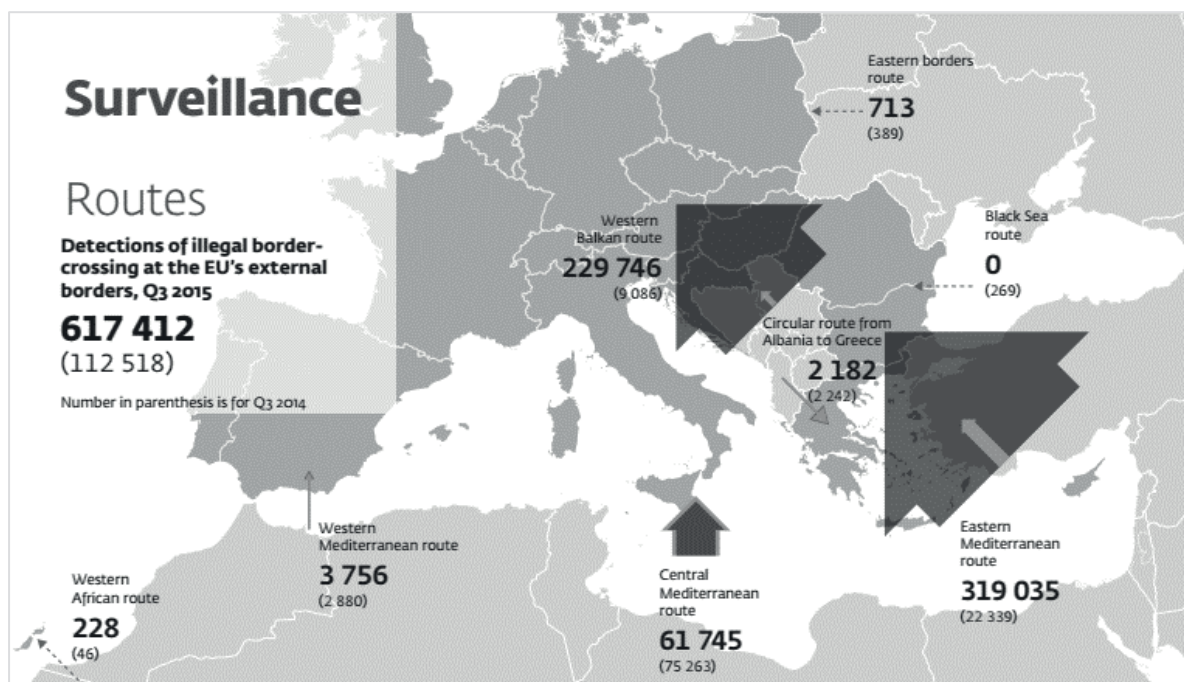 Surveillance
Routes
Detections of illegal border-
crossing at the EU's external
borders, Q3 2015
617 412
(112 518)
Number in parenthesis is for Q3 2014
Eastern borders
route
713
(389)
Western
Balkan route
229 746
(9 086)
Black Sea
route
0
(269)
Circular route from
Albania to Greece
2 182
(2 242)
Western
Mediterranean route
3 756
(2 880)
Western
African route
228
(46)
Central
Mediterranean
route
61 745
(75 263)
Eastern
Mediterranean
route
319 035
(22 339)